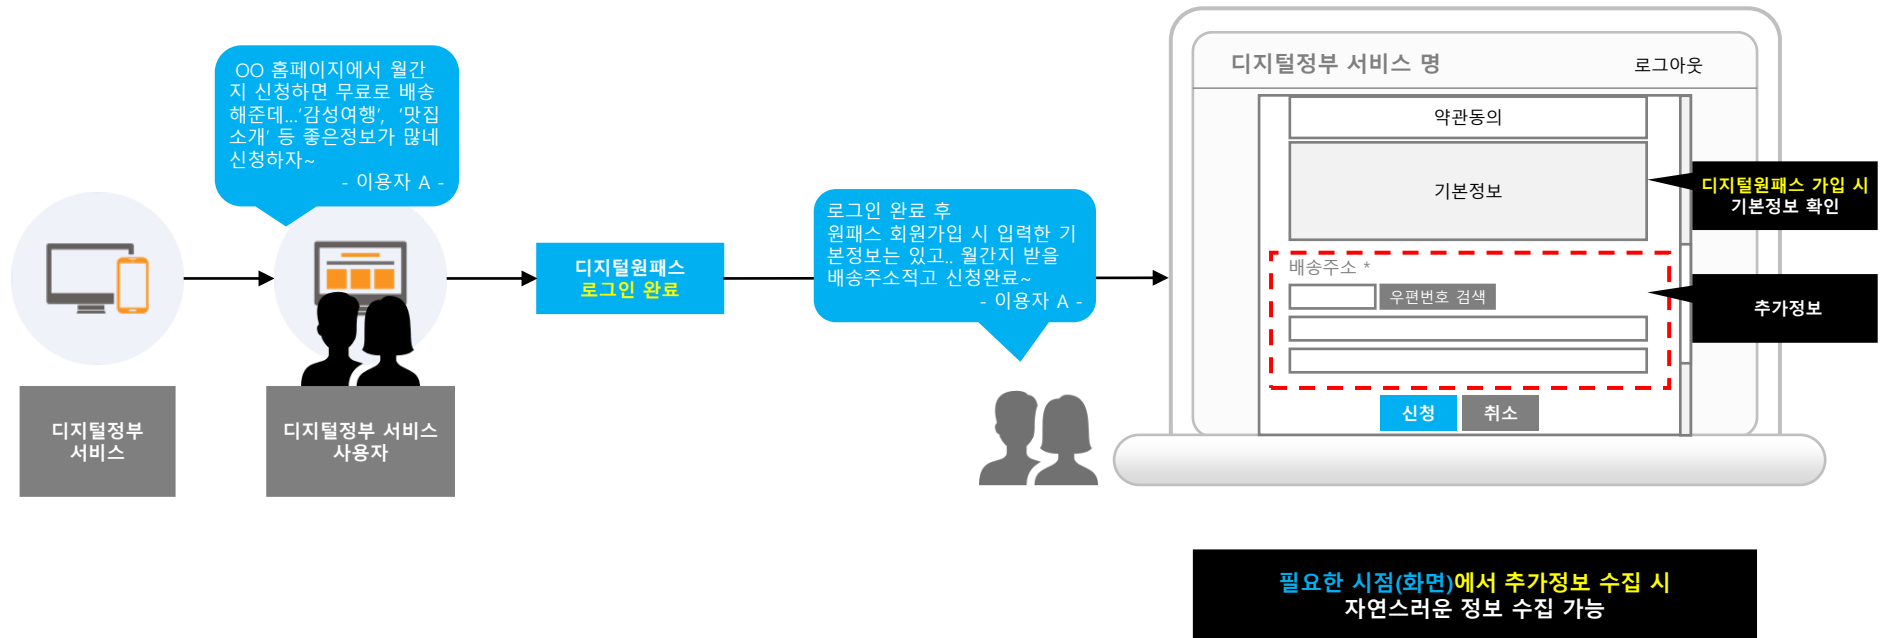 OO 홈페이지에서 월간
지 신청하면 무료로 배송
해준데...'감성여행', '맛집
소개' 등 좋은정보가 많네
신청하자~
- 이용자 A -
디지털정부
서비스
디지털정부 서비스
사용자
디지털원패스
로그인 완료
로그인 완료 후
원패스 회원가입 시 입력한 기
본정보는 있고.. 월간지 받을
배송주소적고 신청완료~
- 이용자 A -
디지털정부 서비스 명
로그아웃
약관동의
기본정보
디지털원패스 가입 시
기본정보 확인
배송주소 *
우편번호 검색
추가정보
신청
취소
필요한 시점(화면)에서 추가정보 수집 시
자연스러운 정보 수집 가능